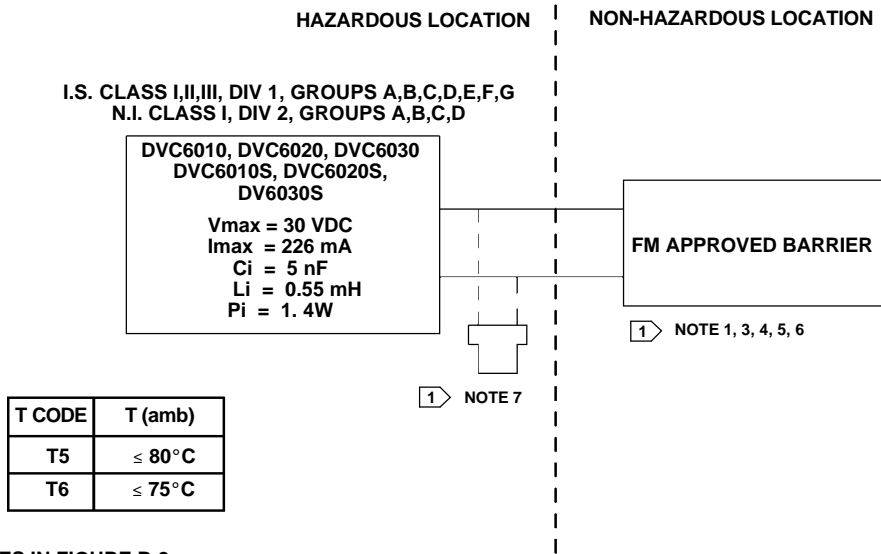 HAZARDOUS LOCATION
NON-HAZARDOUS LOCATION
I.S. CLASS I,II,III, DIV 1, GROUPS A,B,C,D,E,F,G
N.I. CLASS I, DIV 2, GROUPS A,B,C,D
DVC6010, DVC6020, DVC6030
DVC6010S, DVC6020S,
DV6030S
Vmax = 30 VDC
Imax = 226 mA
Ci = 5 nF
Li = 0.55 mH
Pi = 1. 4W
FM APPROVED BARRIER
1 NOTE 1, 3, 4, 5, 6
1 NOTE 7
T CODE T (amb)
T5 ≤ 80°C
T6 ≤ 75°C